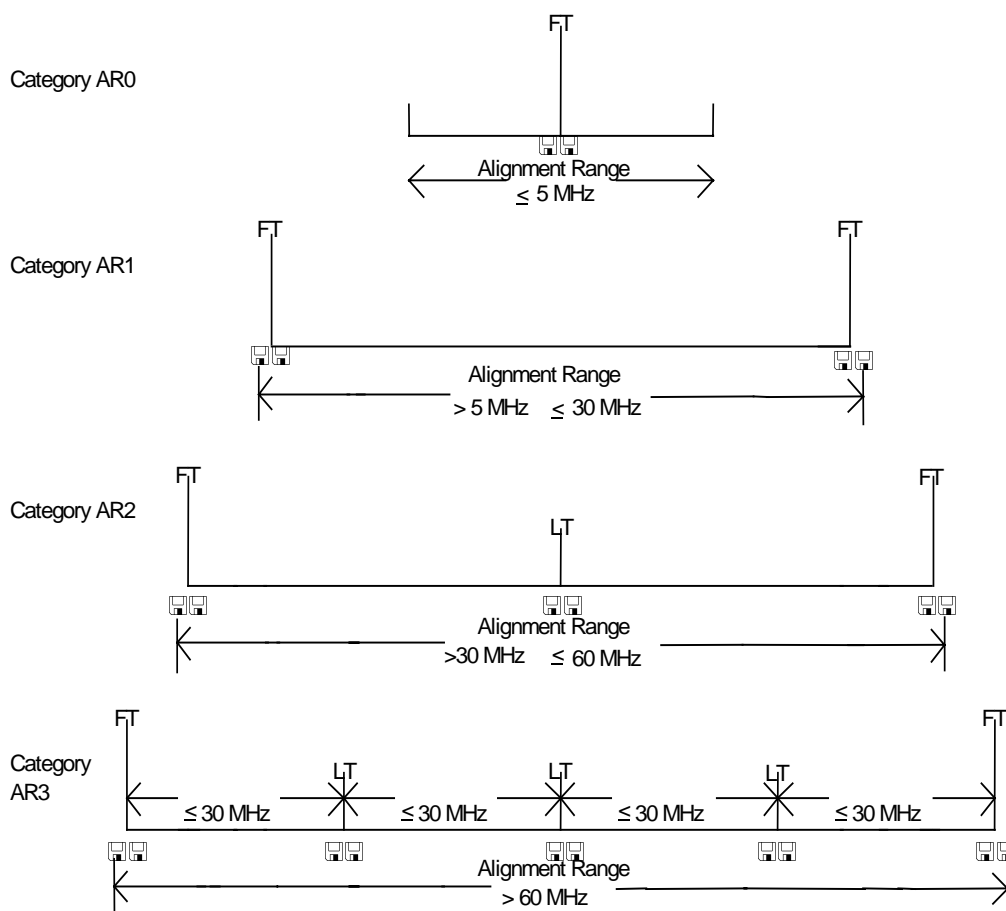 FT
Category AR0
Alignment Range
≤ 5 MHz
FT FT
Category AR1
Alignment Range
> 5 MHz ≤ 30 MHz
FT FT
Category AR2
LT
Alignment Range
>30 MHz ≤ 60 MHz
FT FT
Category
AR3
LT LT LT
≤ 30 MHz ≤ 30 MHz ≤ 30 MHz ≤ 30 MHz
Alignment Range
> 60 MHz